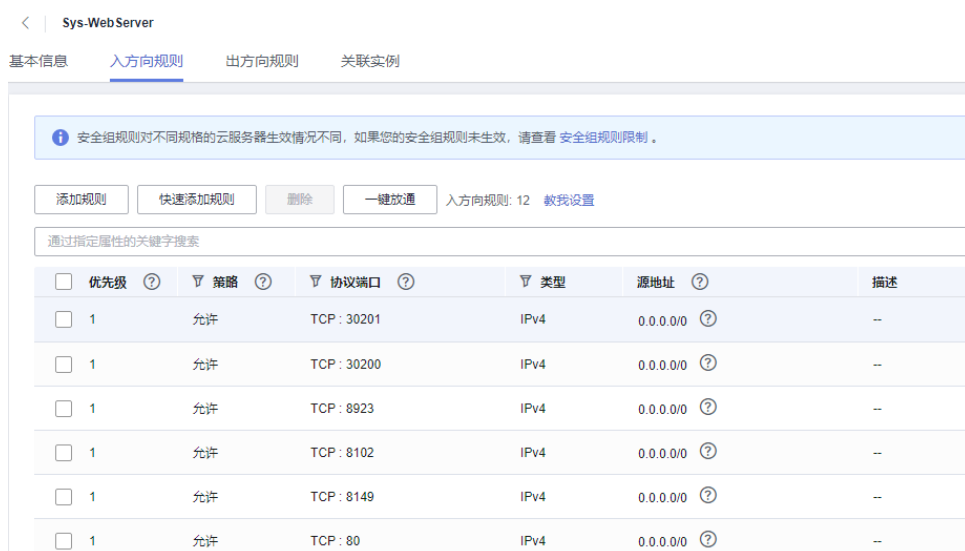 Sys-WebServer
基本信息 入方向规则 出方向规则 关联实例
安全组规则对不同规格的云服务器生效情况不同，如果您的安全组规则未生效，请查看 安全组规则限制 。
添加规则 快速添加规则 删除 一键放通 入方向规则: 12 教我设置
通过指定属性的关键字搜索
优先级 策略 协议端口 类型 源地址 描述
1 允许 TCP : 30201 IPv4 0.0.0.0/0 --
1 允许 TCP : 30200 IPv4 0.0.0.0/0 --
1 允许 TCP : 8923 IPv4 0.0.0.0/0 --
1 允许 TCP : 8102 IPv4 0.0.0.0/0 --
1 允许 TCP : 8149 IPv4 0.0.0.0/0 --
1 允许 TCP : 80 IPv4 0.0.0.0/0 --